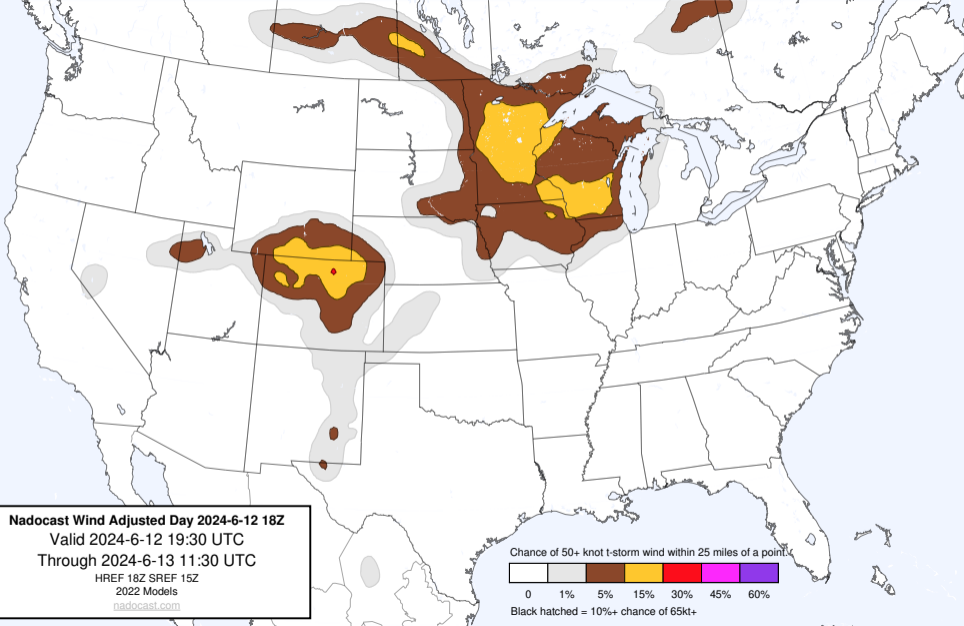 Nadocast Wind Adjusted Day 2024-6-12 18Z
Valid 2024-6-12 19:30 UTC
Through 2024-6-13 11:30 UTC
HREF 18Z SREF 15Z
2022 Models
nadocast.com
Chance of 50+ knot t-storm wind within 25 miles of a point.
0 1% 5% 15% 30% 45% 60%
Black hatched = 10%+ chance of 65kt+